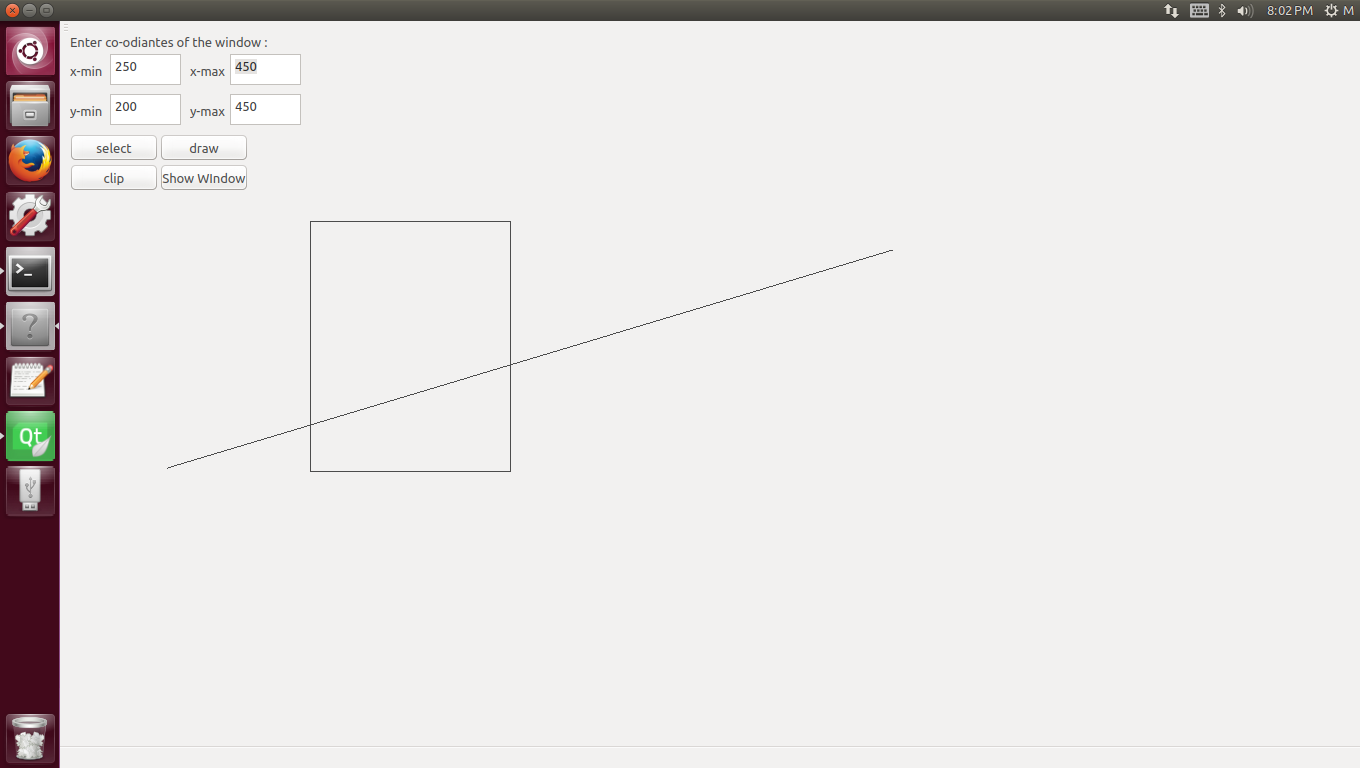 8:02 PM M
Enter co-odiantes of the window :
x-min 250 x-max 450
y-min 200 y-max 450
select draw
clip Show WIndow
>_
?
Qt